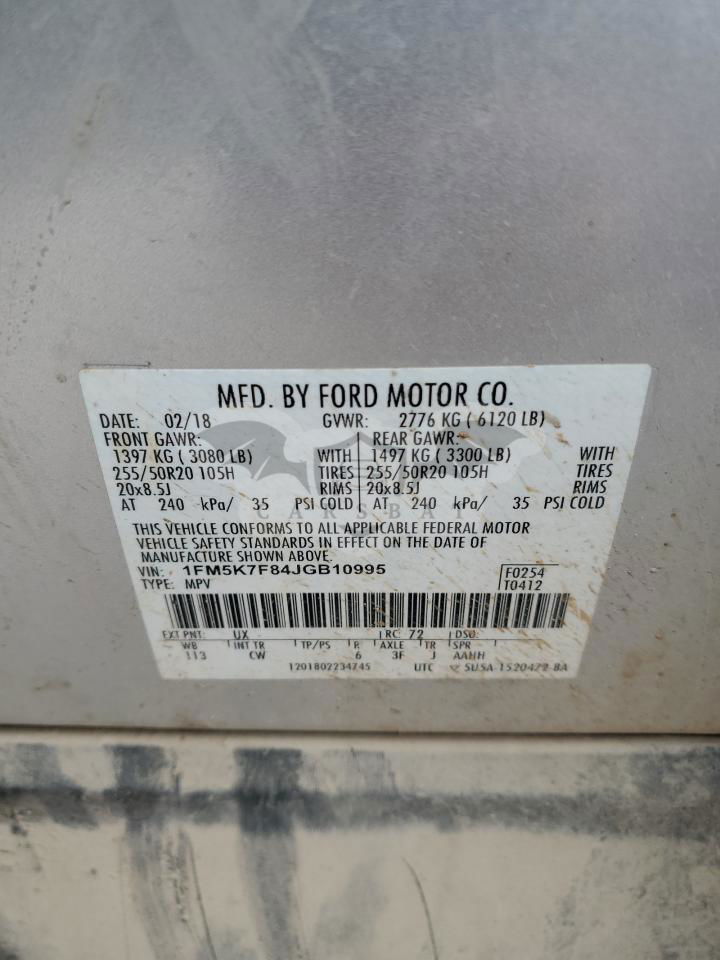 MFD. BY FORD MOTOR CO.
DATE: 02/18 GVWR: 2776 KG ( 6120 LB)
FRONT GAWR: REAR GAWR:
1397 KG ( 3080 LB) WITH 1497 KG ( 3300 LB) WITH
255/50R20 105H TIRES 255/50R20 105H TIRES
20x8.5J RIMS 20x8.5J RIMS
AT 240 kPa/ 35 PSI COLD AT 240 kPa/ 35 PSI COLD
CARSBAT
THIS VEHICLE CONFORMS TO ALL APPLICABLE FEDERAL MOTOR
VEHICLE SAFETY STANDARDS IN EFFECT ON THE DATE OF
MANUFACTURE SHOWN ABOVE.
VIN: 1FM5K7F84JGB10995 F0254
TYPE: MPV T0412
EXT PNT: UX RC: 72 DSO:
WB INT TR TP/PS R AXLE TR SPR
113 CW 6 3F J AAHH
1201802234745 UTC 5U5A-1520472-BA